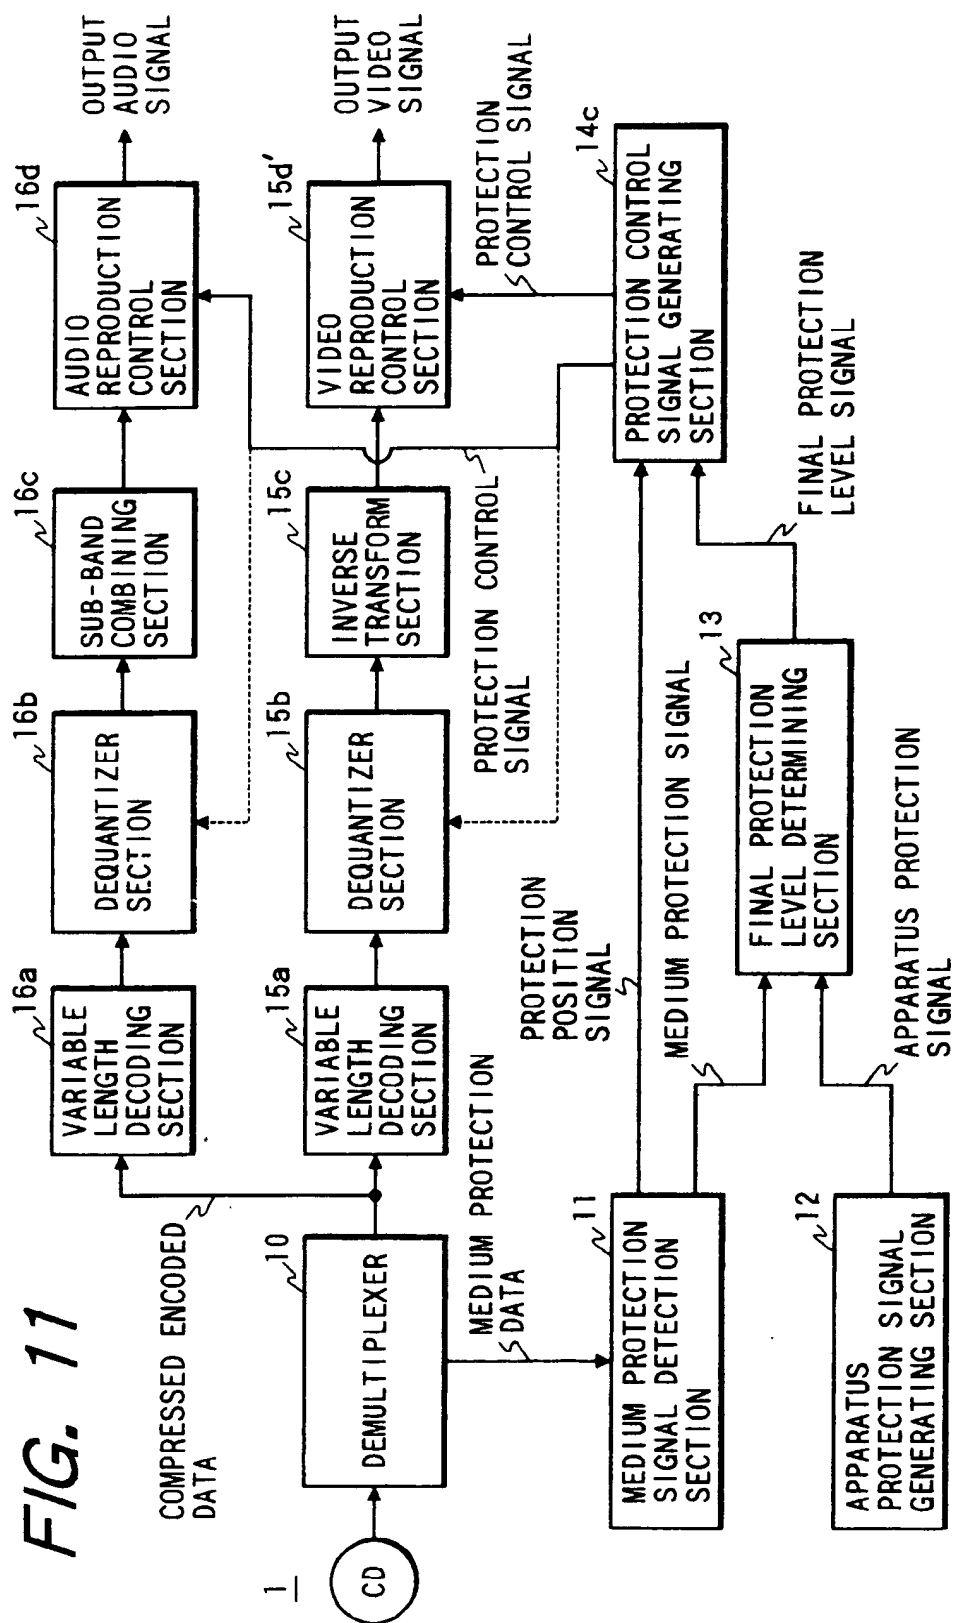 FIG. 11
1
CD
10
DEMULTIPLEXER
COMPRESSED ENCODED
DATA
MEDIUM PROTECTION
DATA
16a
VARIABLE
LENGTH
DECODING
SECTION
16b
DEQUANTIZER
SECTION
16c
SUB-BAND
COMBINING
SECTION
16d
AUDIO
REPRODUCTION
CONTROL
SECTION
OUTPUT
AUDIO
SIGNAL
15a
VARIABLE
LENGTH
DECODING
SECTION
15b
DEQUANTIZER
SECTION
15c
INVERSE
TRANSFORM
SECTION
15d'
VIDEO
REPRODUCTION
CONTROL
SECTION
OUTPUT
VIDEO
SIGNAL
PROTECTION CONTROL
SIGNAL
PROTECTION
CONTROL SIGNAL
11
MEDIUM PROTECTION
SIGNAL DETECTION
SECTION
PROTECTION
POSITION
SIGNAL
14c
PROTECTION CONTROL
SIGNAL GENERATING
SECTION
MEDIUM PROTECTION SIGNAL
13
FINAL PROTECTION
LEVEL DETERMINING
SECTION
FINAL PROTECTION
LEVEL SIGNAL
12
APPARATUS
PROTECTION SIGNAL
GENERATING SECTION
APPARATUS PROTECTION
SIGNAL